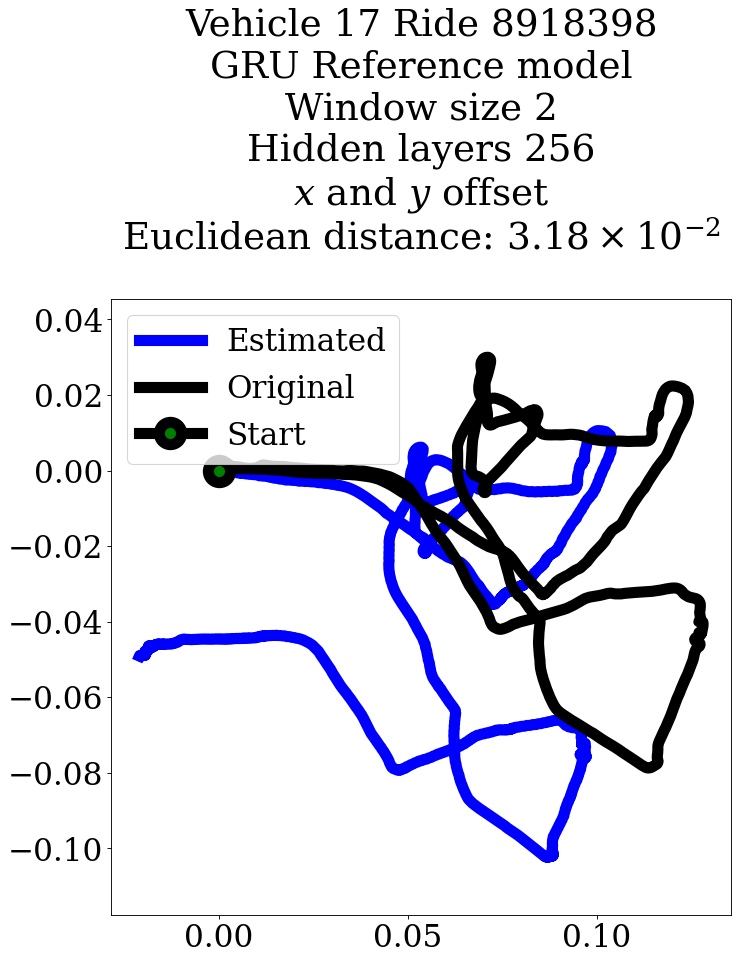 Vehicle 17 Ride 8918398
GRU Reference model
Window size 2
Hidden layers 256
x and y offset
Euclidean distance: 3.18 × 10⁻²
Estimated
Original
Start
0.04
0.02
0.00
−0.02
−0.04
−0.06
−0.08
−0.10
0.00 0.05 0.10